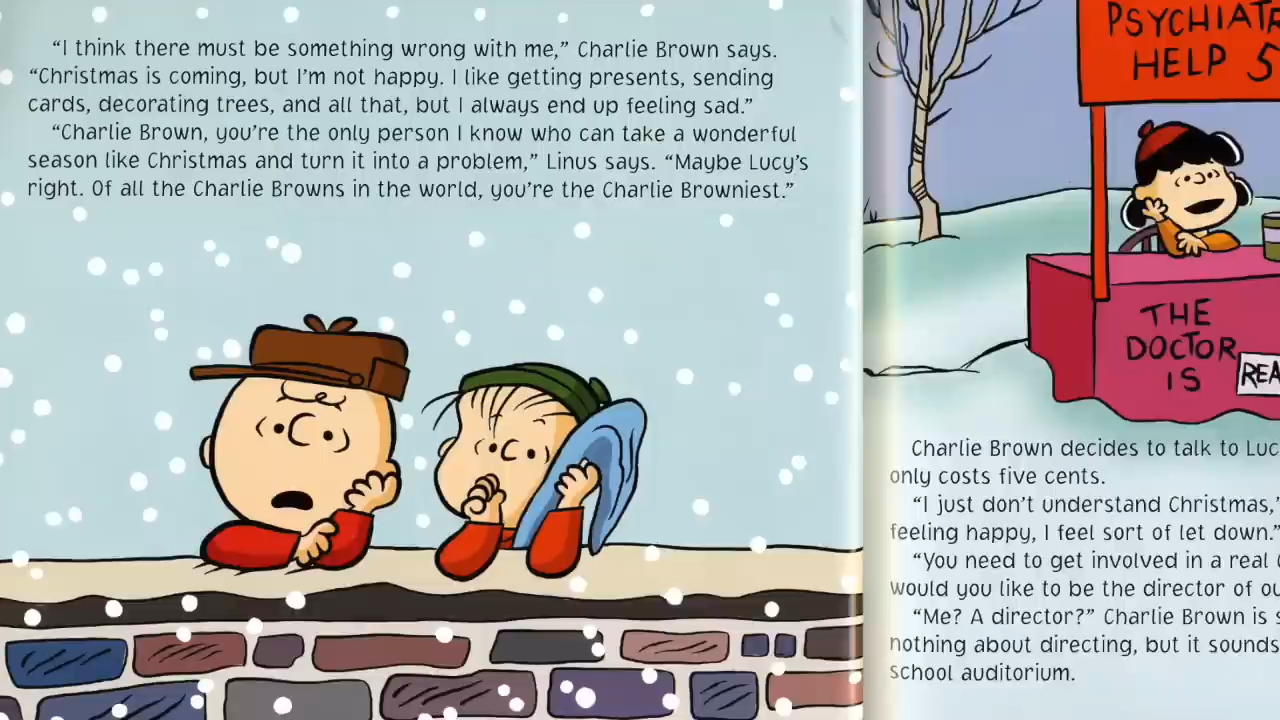 “I think there must be something wrong with me,” Charlie Brown says.
“Christmas is coming, but I’m not happy. I like getting presents, sending
cards, decorating trees, and all that, but I always end up feeling sad.”
“Charlie Brown, you’re the only person I know who can take a wonderful
season like Christmas and turn it into a problem,” Linus says. “Maybe Lucy’s
right. Of all the Charlie Browns in the world, you’re the Charlie Browniest.”
HELP 5
THE
DOCTOR
IS
Charlie Brown decides to talk to
only costs five cents.
“I just don’t understand Christmas,
feeling happy, I feel sort of let down.”
“You need to get involved in a real
would you like to be the director of
“Me? A director?” Charlie Brown is
nothing about directing, but it sounds
school auditorium.